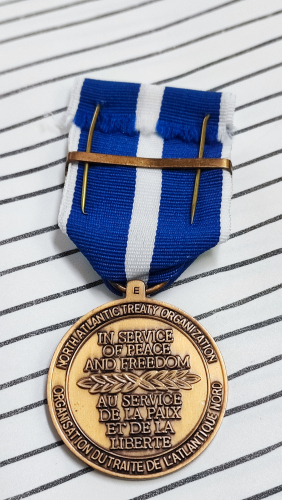 E
NORTH ATLANTIC TREATY ORGANIZATION
IN SERVICE
OF PEACE
AND FREEDOM
AU SERVICE
DE LA PAIX
ET DE LA
LIBERTÉ
ORGANISATION DU TRAITE DE L'ATLANTIQUE NORD